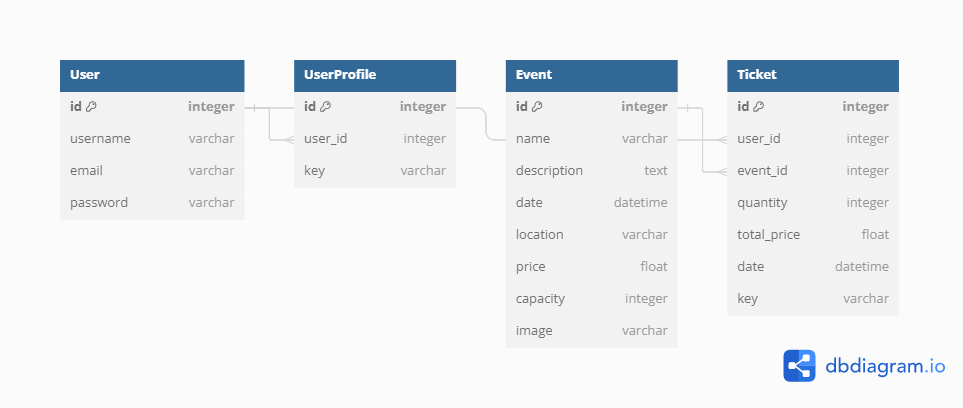 User
id integer
username varchar
email varchar
password varchar
UserProfile
id integer
user_id integer
key varchar
Event
id integer
name varchar
description text
date datetime
location varchar
price float
capacity integer
image varchar
Ticket
id integer
user_id integer
event_id integer
quantity integer
total_price float
date datetime
key varchar
dbdiagram.io